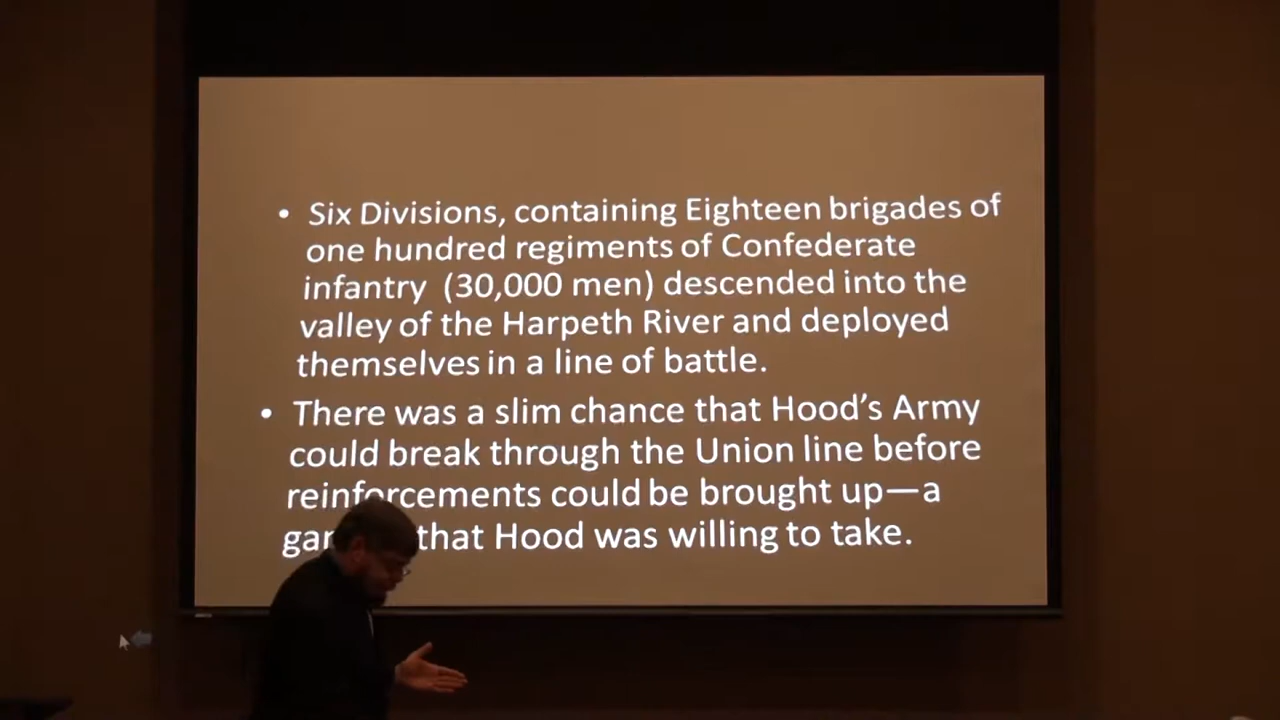 • Six Divisions, containing Eighteen brigades of
one hundred regiments of Confederate
infantry (30,000 men) descended into the
valley of the Harpeth River and deployed
themselves in a line of battle.
• There was a slim chance that Hood's Army
could break through the Union line before
reinforcements could be brought up—a
that Hood was willing to take.